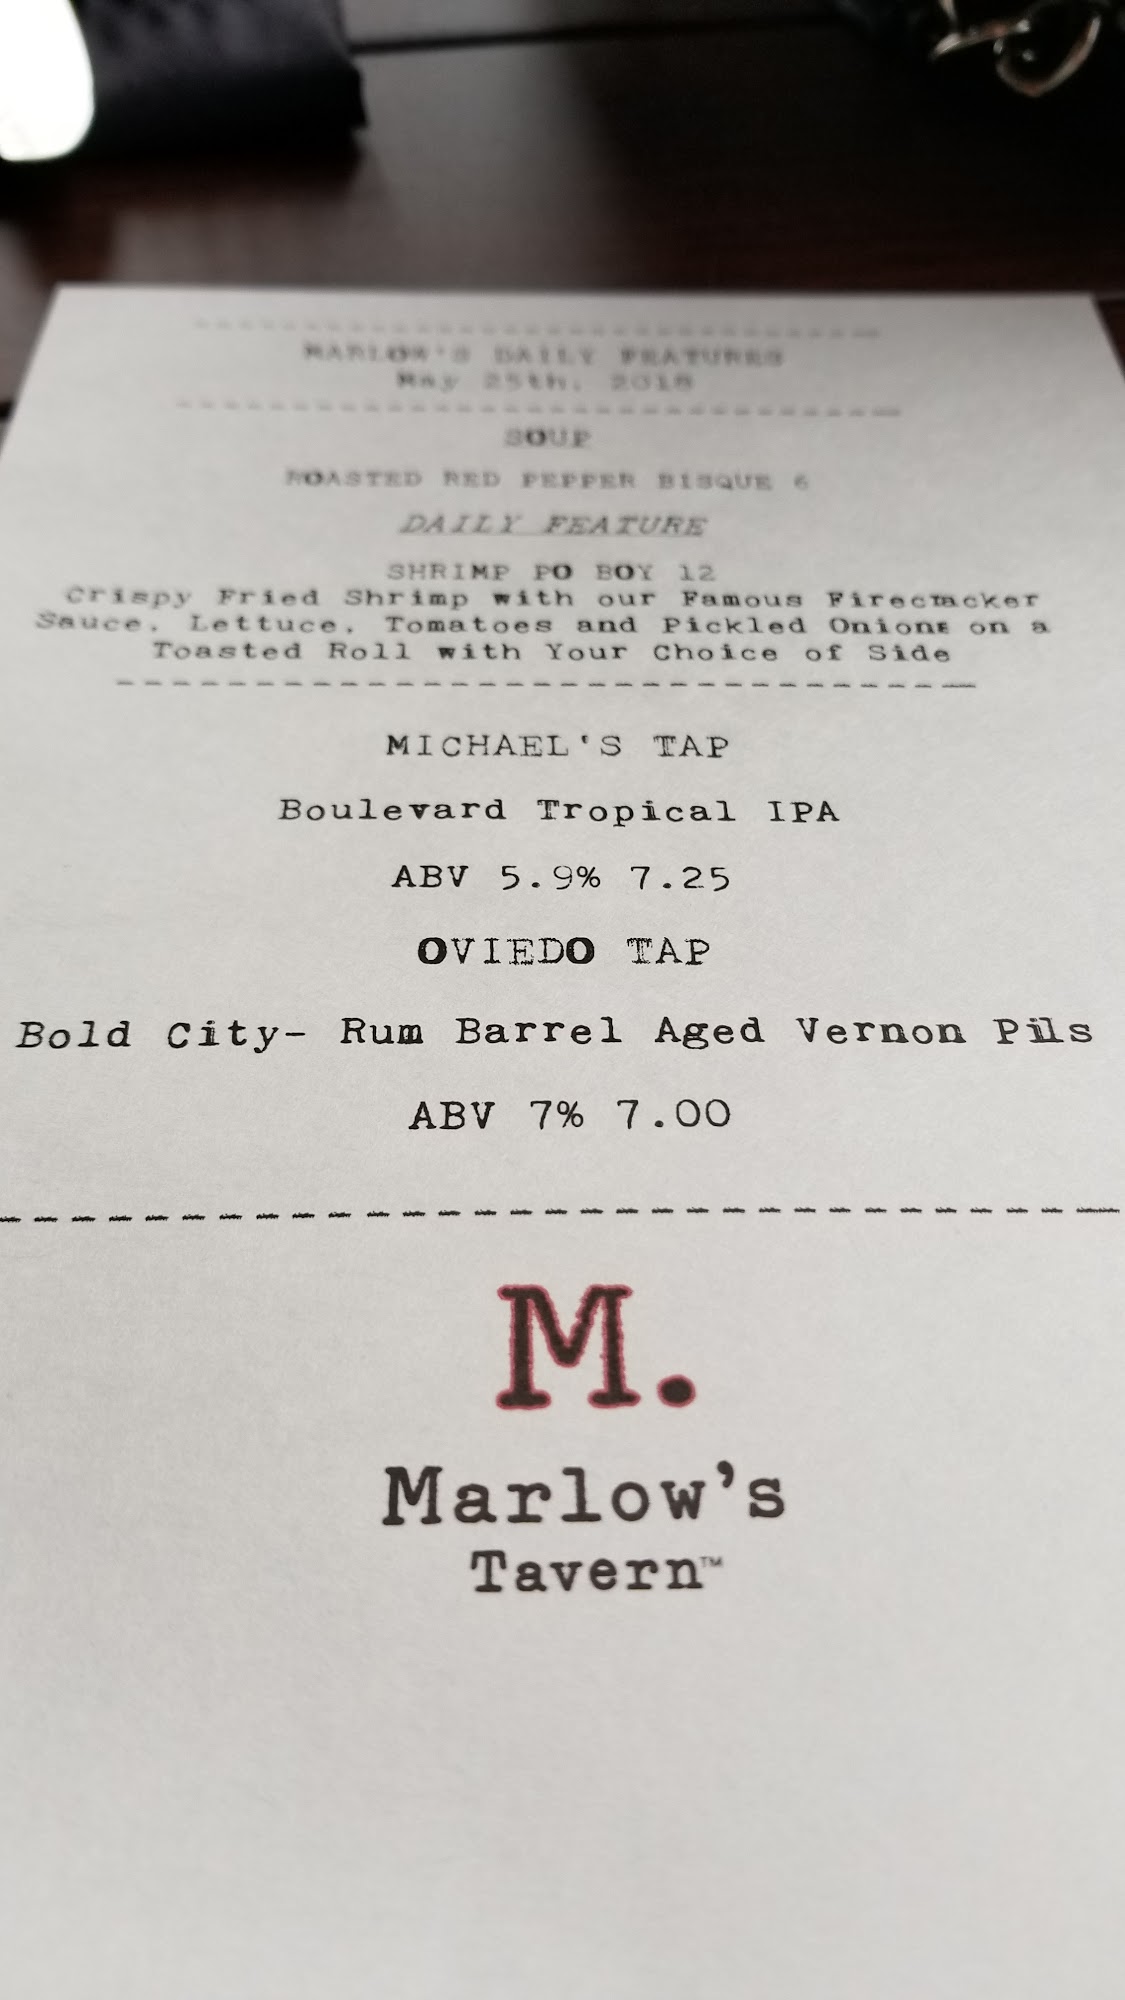 MARLOW'S DAILY FEATURES
May 25th, 2018
SOUP
ROASTED RED PEPPER BISQUE 6
DAILY FEATURE
SHRIMP PO BOY 12
Crispy Fried Shrimp with our Famous Firecracker
Sauce, Lettuce, Tomatoes and Pickled Onions on a
Toasted Roll with Your Choice of Side
MICHAEL'S TAP
Boulevard Tropical IPA
ABV 5.9% 7.25
OVIEDO TAP
Bold City- Rum Barrel Aged Vernon Pils
ABV 7% 7.00
M.
Marlow's
Tavern™